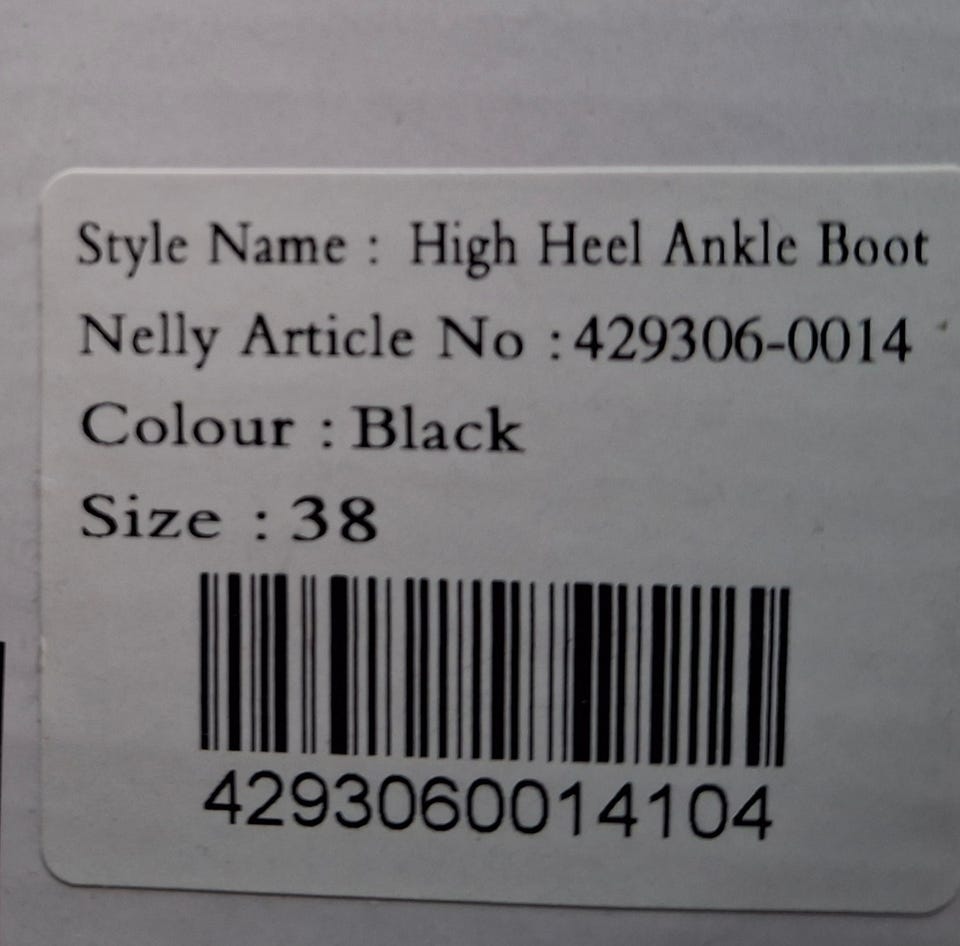 Style Name : High Heel Ankle Boot
Nelly Article No :429306-0014
Colour : Black
Size : 38
4293060014104